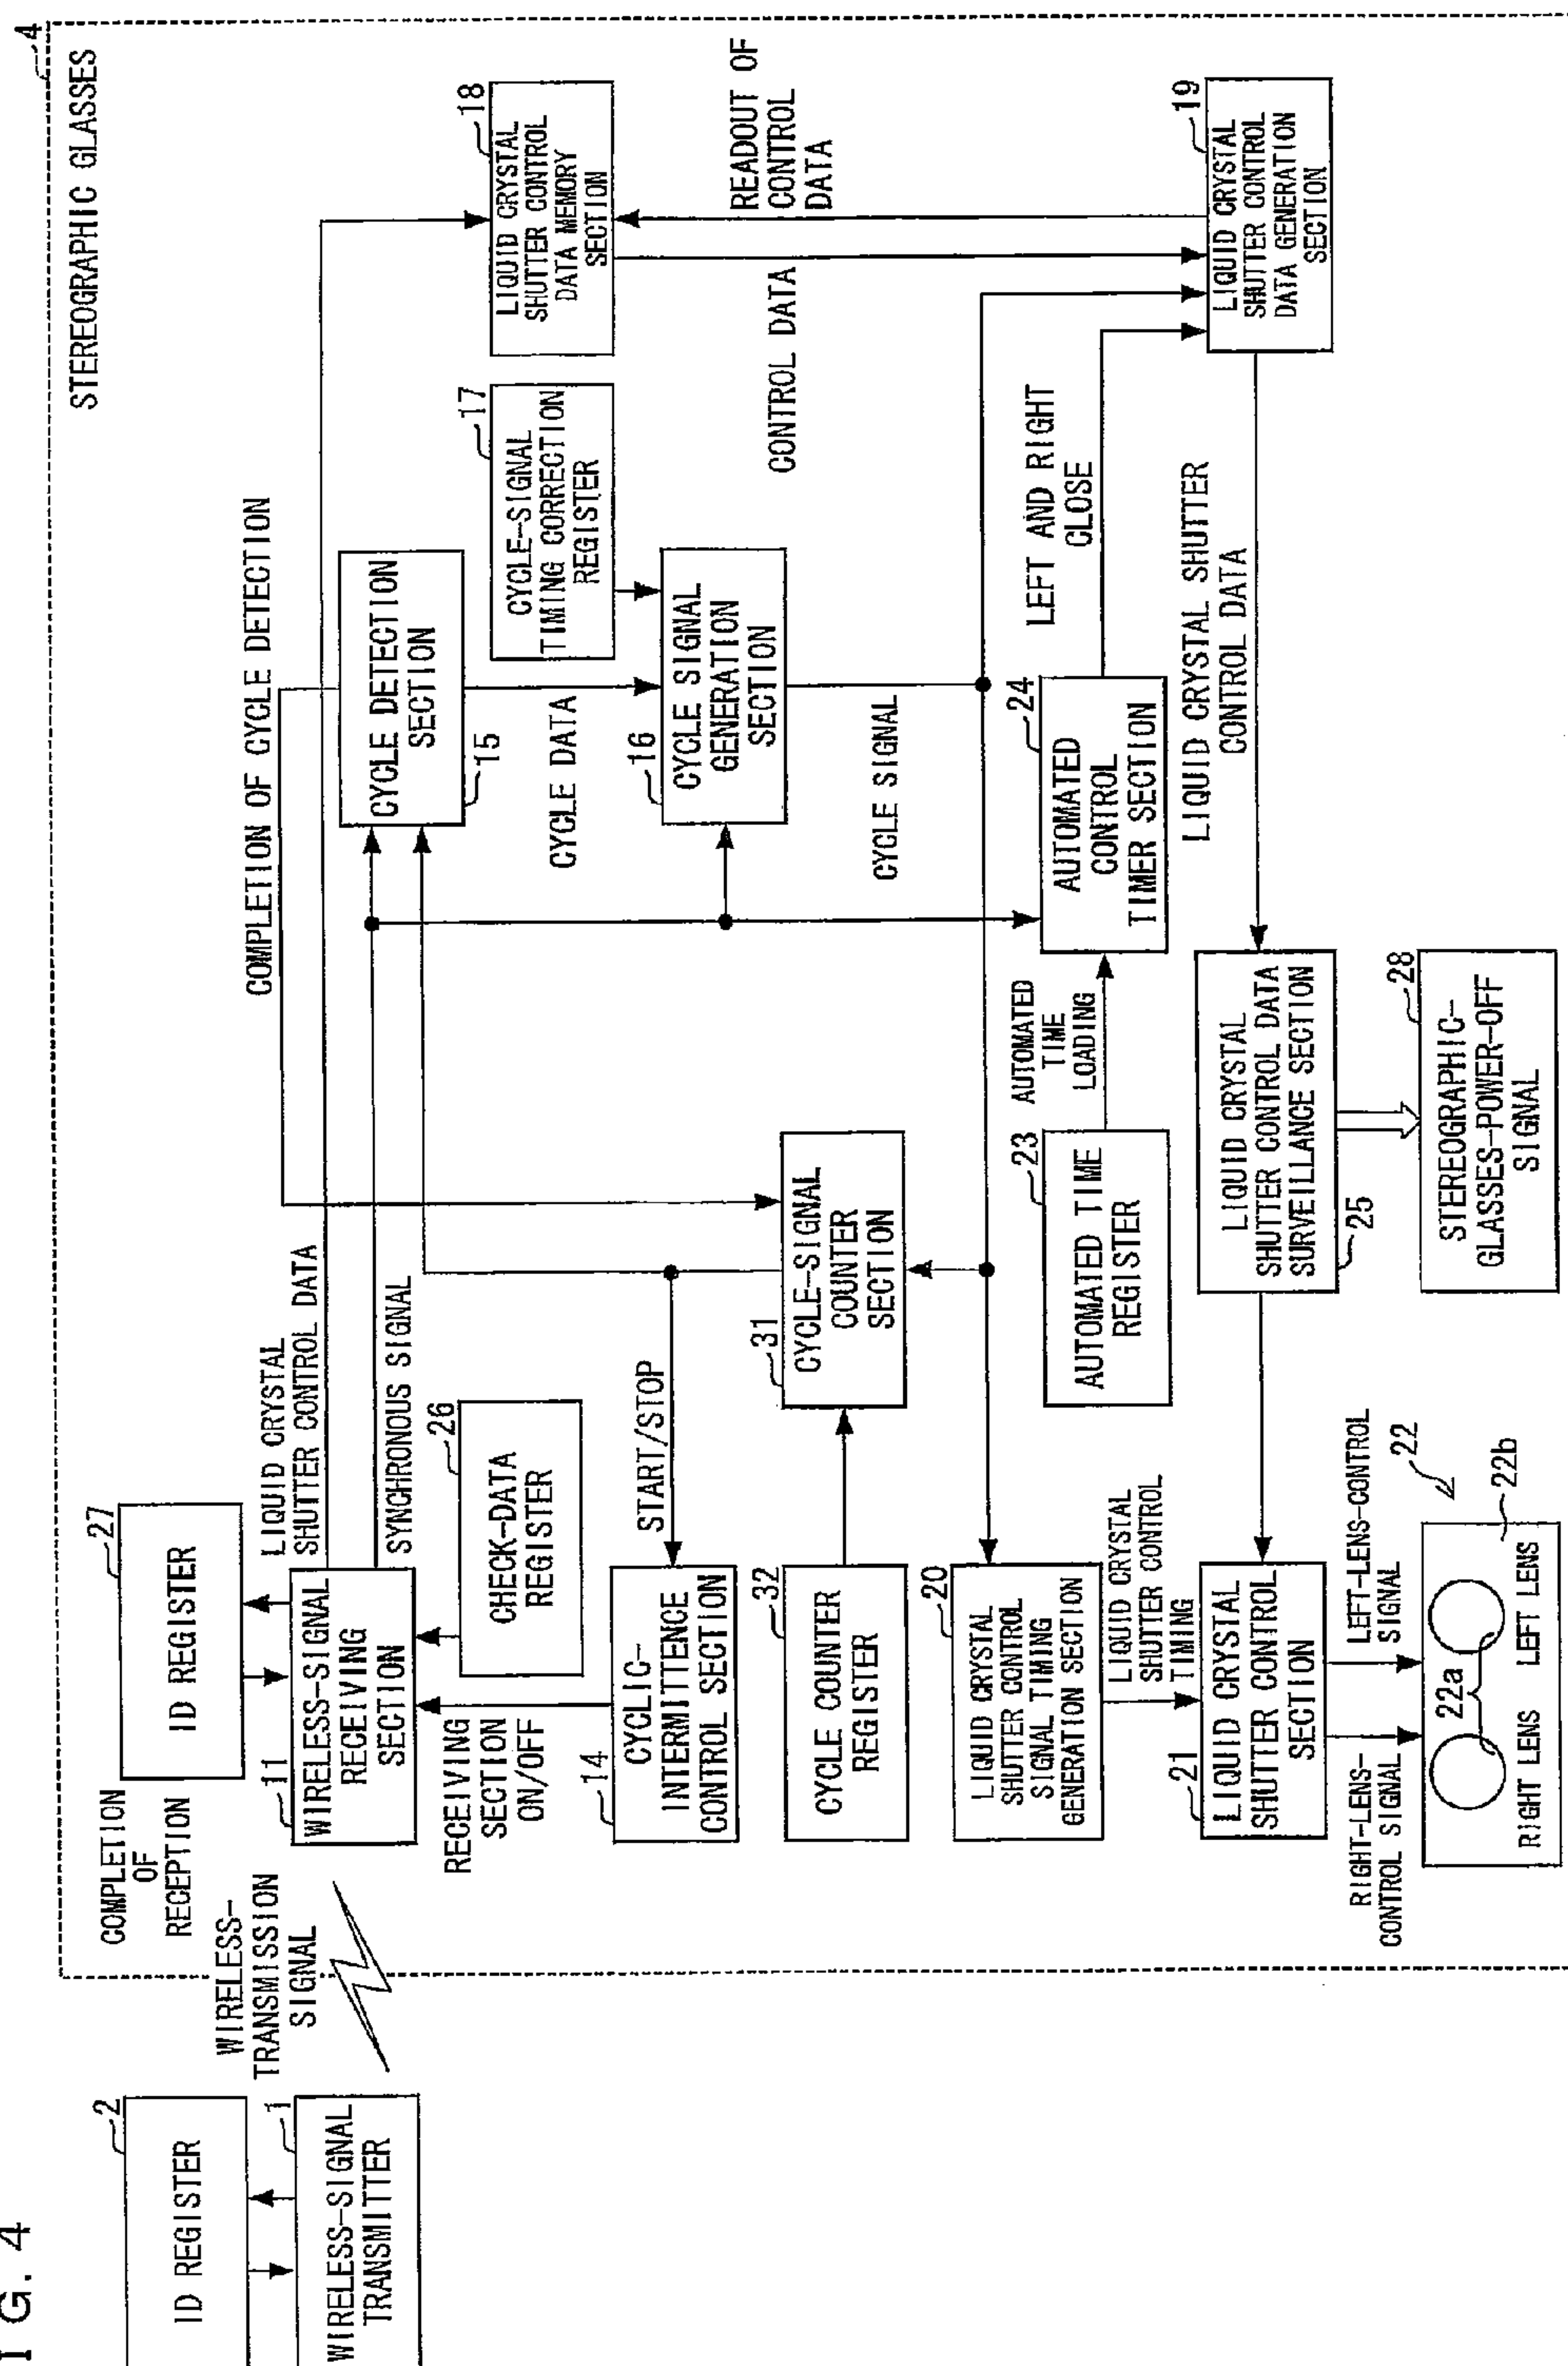 I G. 4
4
STEREOGRAPHIC GLASSES
2
ID REGISTER
1
WIRELESS-SIGNAL
TRANSMITTER
WIRELESS-
TRANSMISSION
SIGNAL
COMPLETION
OF
RECEPTION
27
ID REGISTER
11
WIRELESS-SIGNAL
RECEIVING
SECTION
LIQUID CRYSTAL
SHUTTER CONTROL DATA
SYNCHRONOUS SIGNAL
COMPLETION OF CYCLE DETECTION
26
CHECK-DATA
REGISTER
RECEIVING
SECTION
ON/OFF
14
CYCLIC-
INTERMITTENCE
CONTROL SECTION
START/STOP
15
CYCLE DETECTION
SECTION
CYCLE DATA
17
CYCLE-SIGNAL
TIMING CORRECTION
REGISTER
18
LIQUID CRYSTAL
SHUTTER CONTROL
DATA MEMORY
SECTION
16
CYCLE SIGNAL
GENERATION
SECTION
CYCLE SIGNAL
CONTROL DATA
READOUT OF
CONTROL
DATA
32
CYCLE COUNTER
REGISTER
31
CYCLE-SIGNAL
COUNTER
SECTION
20
LIQUID CRYSTAL
SHUTTER CONTROL
SIGNAL TIMING
GENERATION SECTION
LIQUID CRYSTAL
SHUTTER CONTROL
TIMING
23
AUTOMATED TIME
REGISTER
AUTOMATED
TIME
LOADING
24
AUTOMATED
CONTROL
TIMER SECTION
LEFT AND RIGHT
CLOSE
21
LIQUID CRYSTAL
SHUTTER CONTROL
SECTION
25
LIQUID CRYSTAL
SHUTTER CONTROL DATA
SURVEILLANCE SECTION
LIQUID CRYSTAL SHUTTER
CONTROL DATA
19
LIQUID CRYSTAL
SHUTTER CONTROL
DATA GENERATION
SECTION
RIGHT-LENS-
CONTROL SIGNAL
LEFT-LENS-CONTROL
SIGNAL
22
22a
22b
RIGHT LENS
LEFT LENS
28
STEREOGRAPHIC-
GLASSES-POWER-OFF
SIGNAL